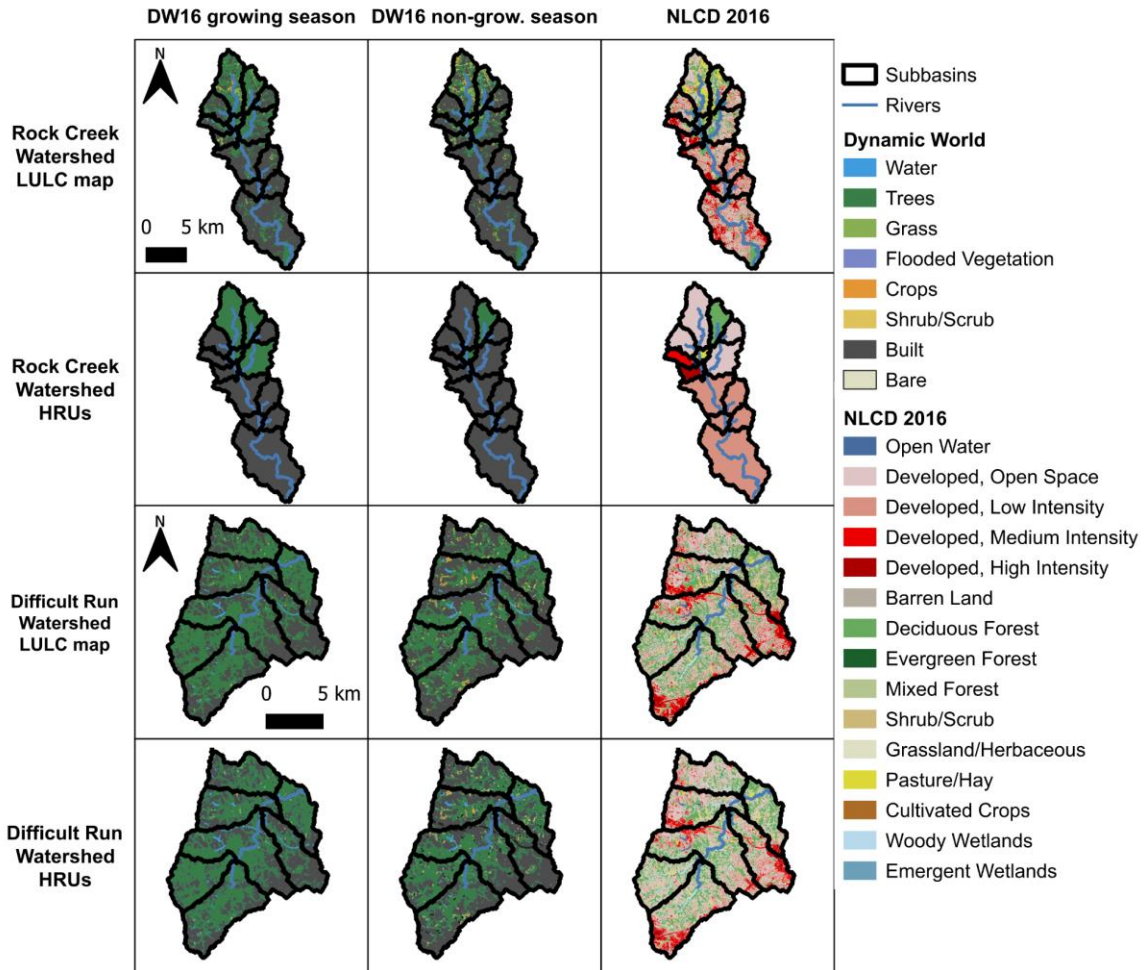 DW16 growing season
DW16 non-grow. season
NLCD 2016
N
Rock Creek
Watershed
LULC map
0 5 km
Rock Creek
Watershed
HRUs
N
Difficult Run
Watershed
LULC map
0 5 km
Difficult Run
Watershed
HRUs
Subbasins
Rivers
Dynamic World
Water
Trees
Grass
Flooded Vegetation
Crops
Shrub/Scrub
Built
Bare
NLCD 2016
Open Water
Developed, Open Space
Developed, Low Intensity
Developed, Medium Intensity
Developed, High Intensity
Barren Land
Deciduous Forest
Evergreen Forest
Mixed Forest
Shrub/Scrub
Grassland/Herbaceous
Pasture/Hay
Cultivated Crops
Woody Wetlands
Emergent Wetlands